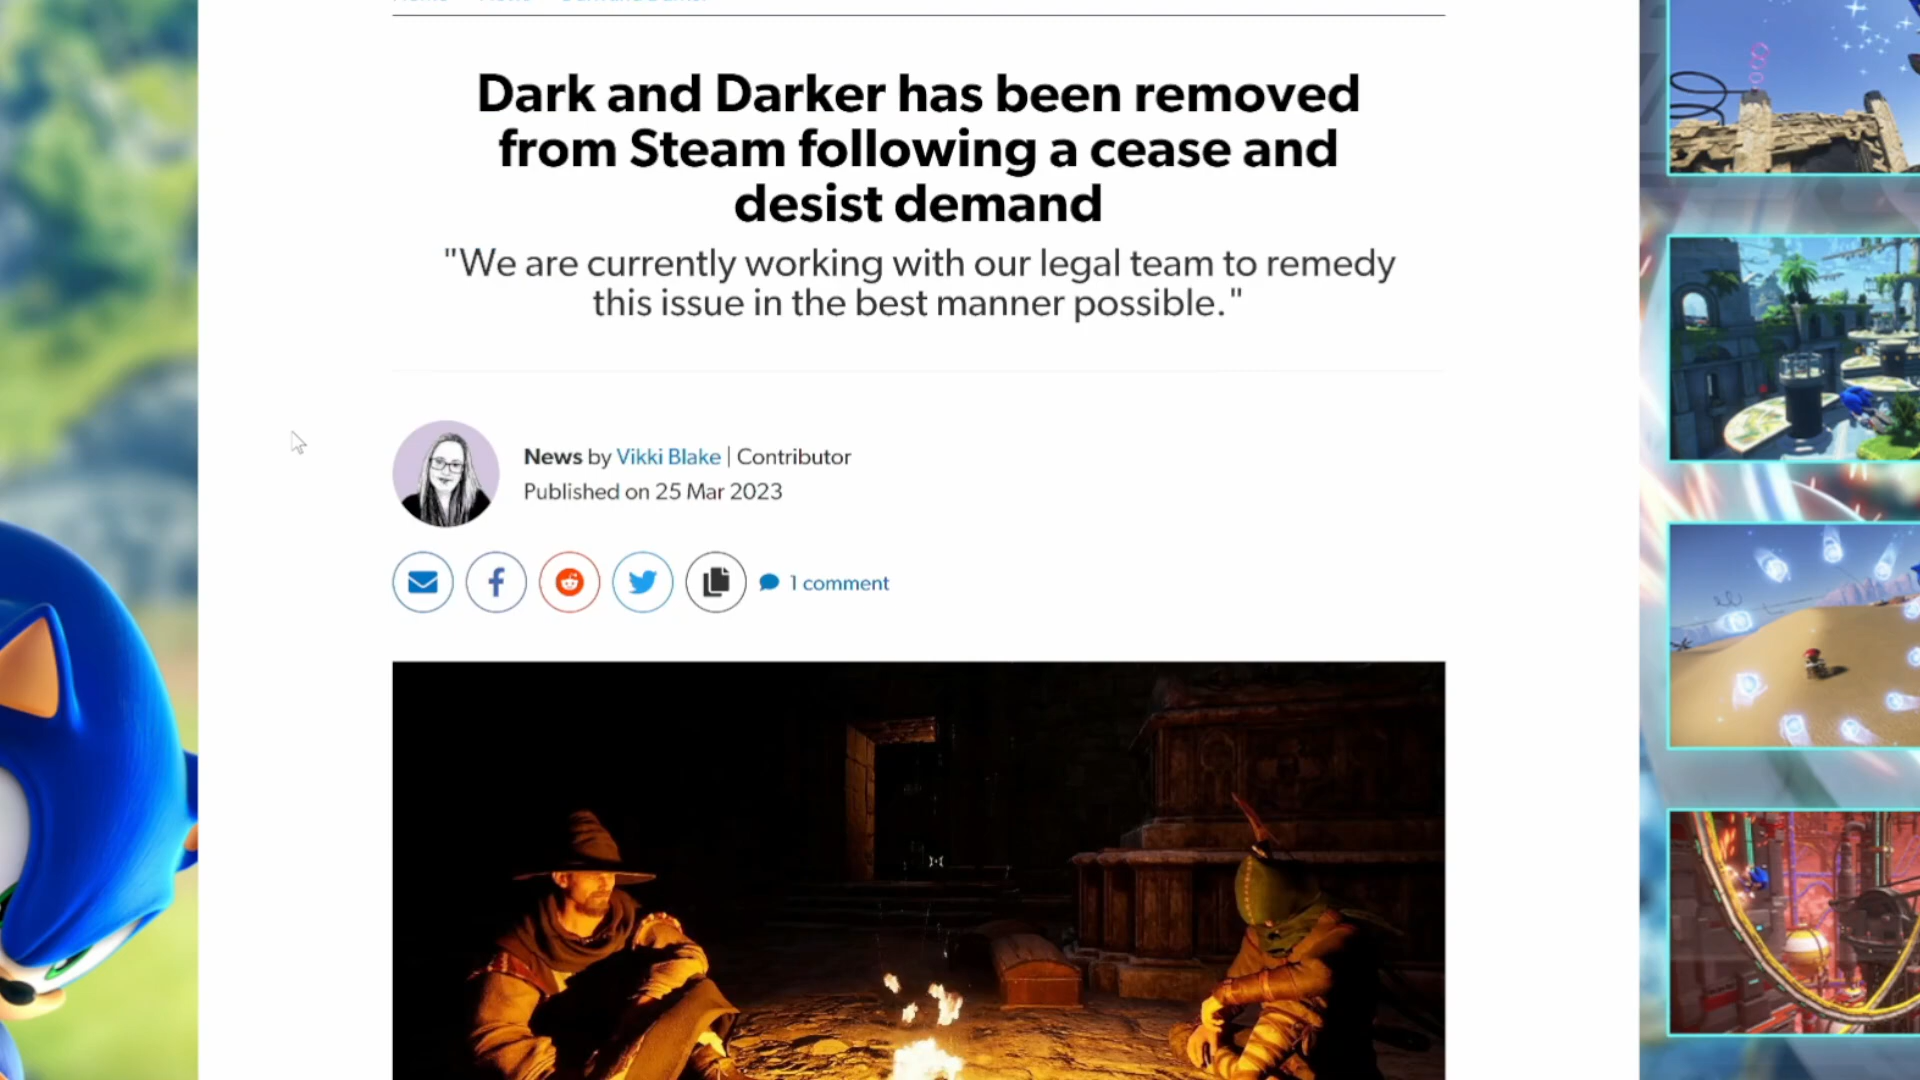 Dark and Darker has been removed
from Steam following a cease and
desist demand
"We are currently working with our legal team to remedy
this issue in the best manner possible."
News by Vikki Blake | Contributor
Published on 25 Mar 2023
1 comment